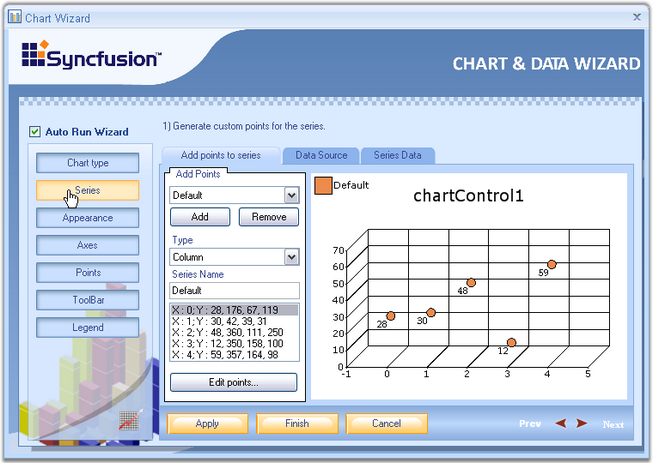 Chart Wizard
Syncfusion™
CHART & DATA WIZARD
Auto Run Wizard
Chart type
Series
Appearance
Axes
Points
ToolBar
Legend
1) Generate custom points for the series.
Add points to series
Data Source
Series Data
Add Points
Default
Add
Remove
Type
Column
Series Name
Default
X : 0; Y : 28, 176, 67, 119
X : 1; Y : 30, 42, 39, 31
X : 2; Y : 48, 360, 111, 250
X : 3; Y : 12, 350, 158, 100
X : 4; Y : 59, 357, 164, 98
Edit points...
Default
chartControl1
70
60
50
40
30
20
10
0
28
30
48
12
59
-1 0 1 2 3 4 5
Apply
Finish
Cancel
Prev
Next